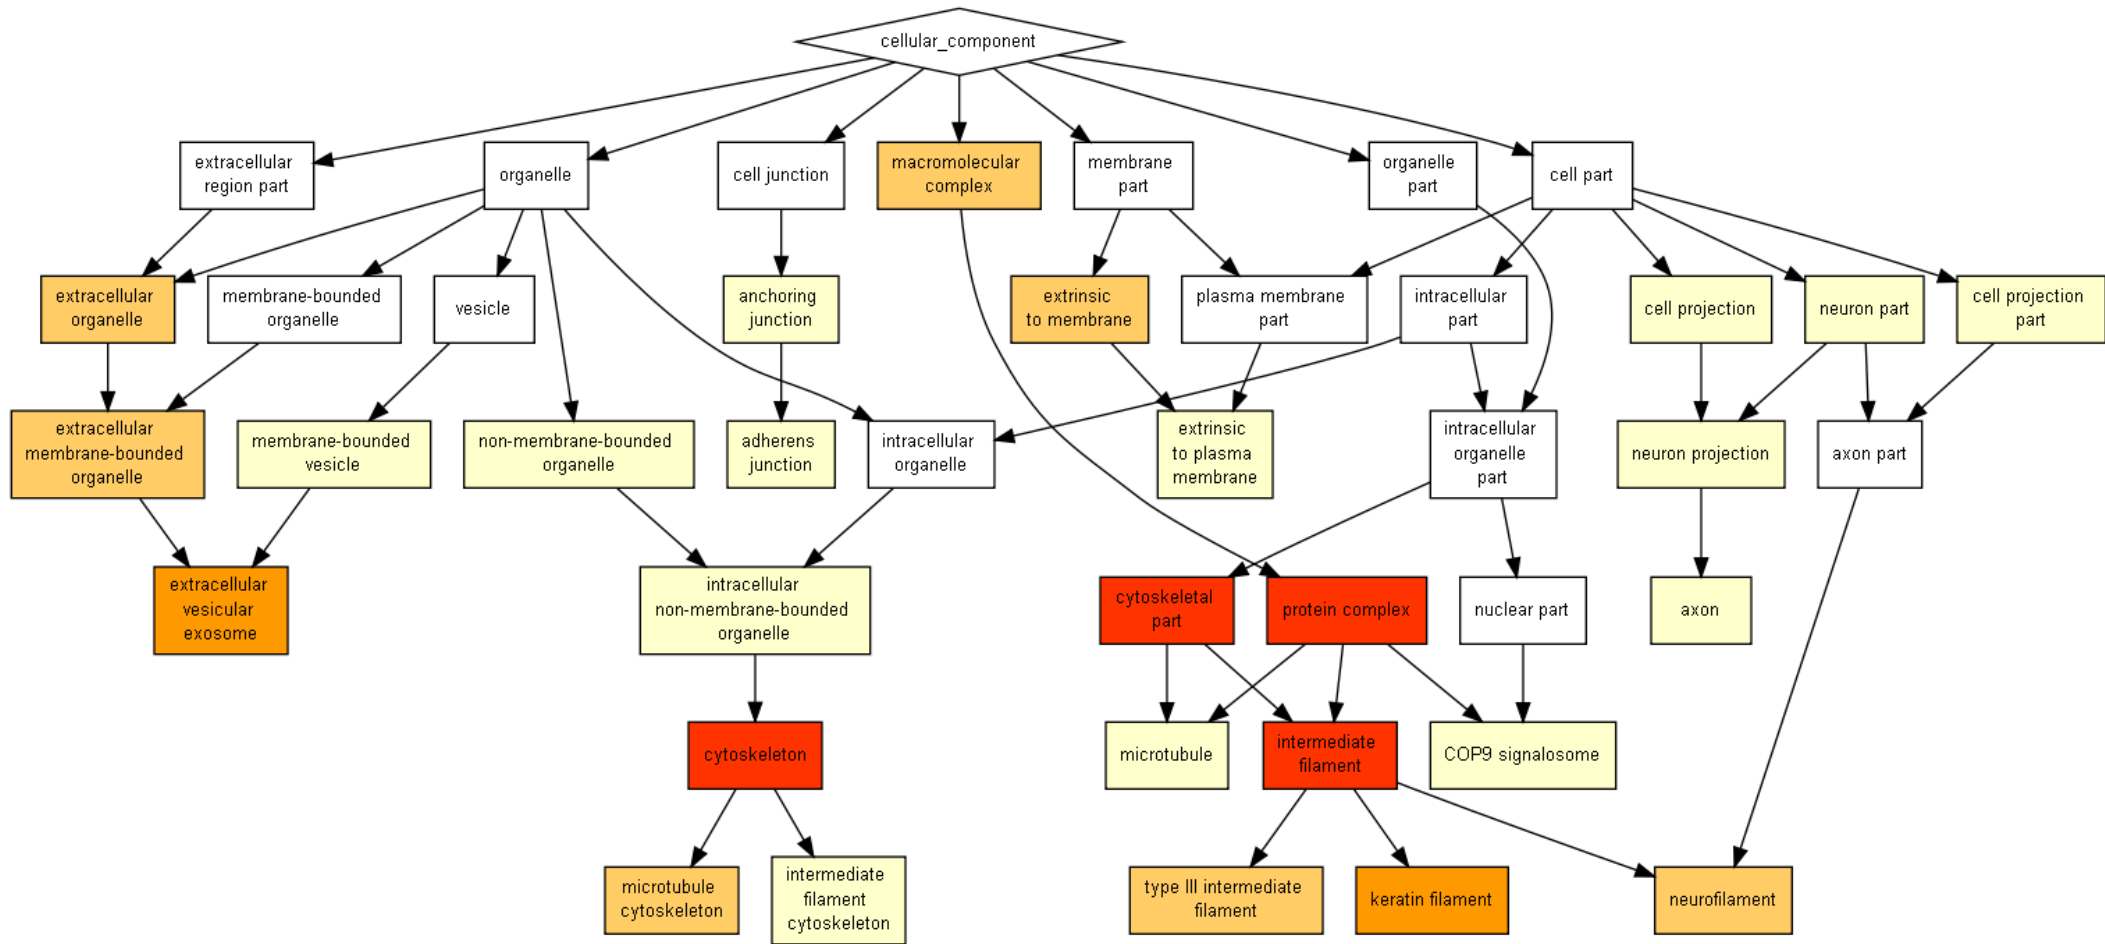 cellular_component
extracellular
region part
organelle
cell junction
macromolecular
complex
membrane
part
organelle
part
cell part
extracellular
organelle
membrane-bounded
organelle
vesicle
anchoring
junction
extrinsic
to membrane
plasma membrane
part
intracellular
part
cell projection
neuron part
cell projection
part
extracellular
membrane-bounded
organelle
membrane-bounded
vesicle
non-membrane-bounded
organelle
adherens
junction
intracellular
organelle
extrinsic
to plasma
membrane
intracellular
organelle
part
neuron projection
axon part
extracellular
vesicular
exosome
intracellular
non-membrane-bounded
organelle
cytoskeletal
part
protein complex
nuclear part
axon
cytoskeleton
microtubule
intermediate
filament
COP9 signalosome
microtubule
cytoskeleton
intermediate
filament
cytoskeleton
type III intermediate
filament
keratin filament
neurofilament